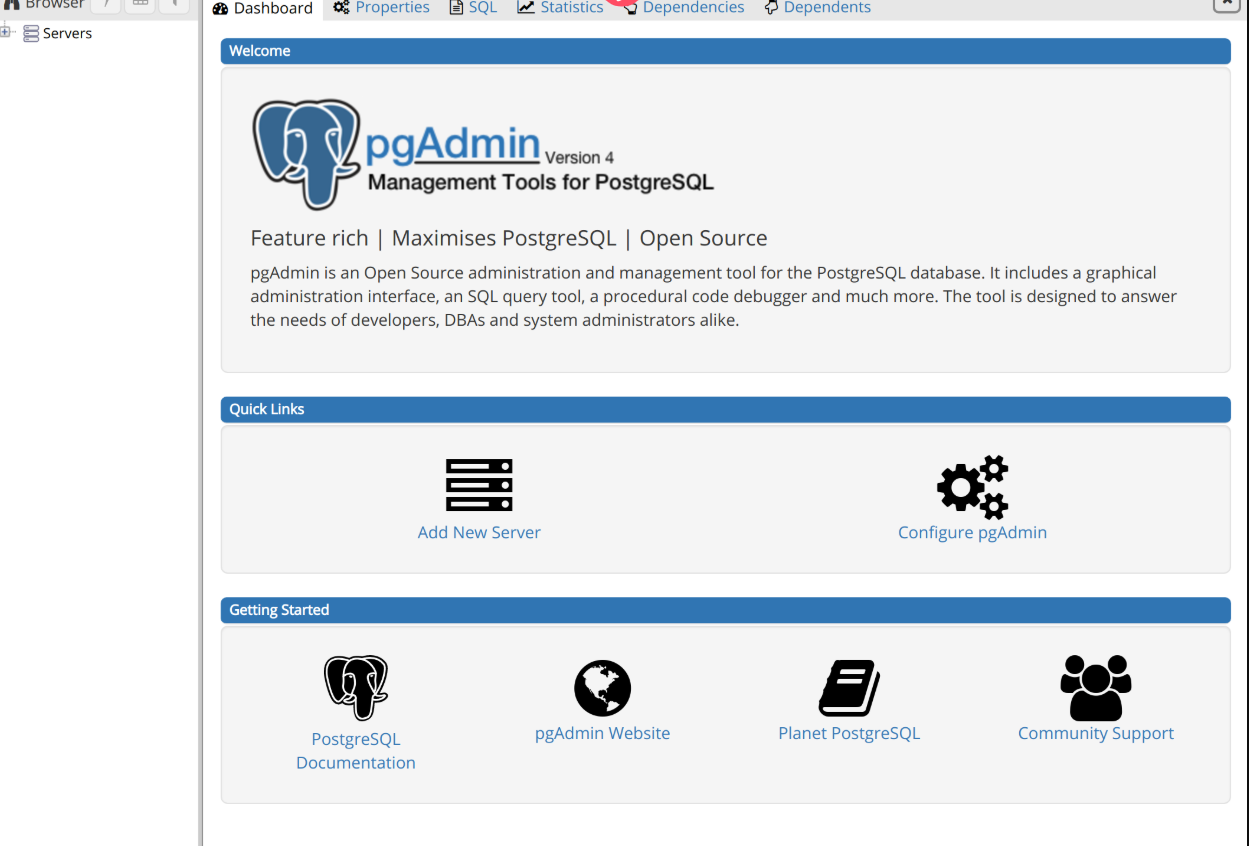 Browser
Dashboard Properties SQL Statistics Dependencies Dependents
Servers
Welcome
pgAdmin Version 4
Management Tools for PostgreSQL
Feature rich | Maximises PostgreSQL | Open Source
pgAdmin is an Open Source administration and management tool for the PostgreSQL database. It includes a graphical
administration interface, an SQL query tool, a procedural code debugger and much more. The tool is designed to answer
the needs of developers, DBAs and system administrators alike.
Quick Links
Add New Server Configure pgAdmin
Getting Started
PostgreSQL
Documentation
pgAdmin Website
Planet PostgreSQL
Community Support